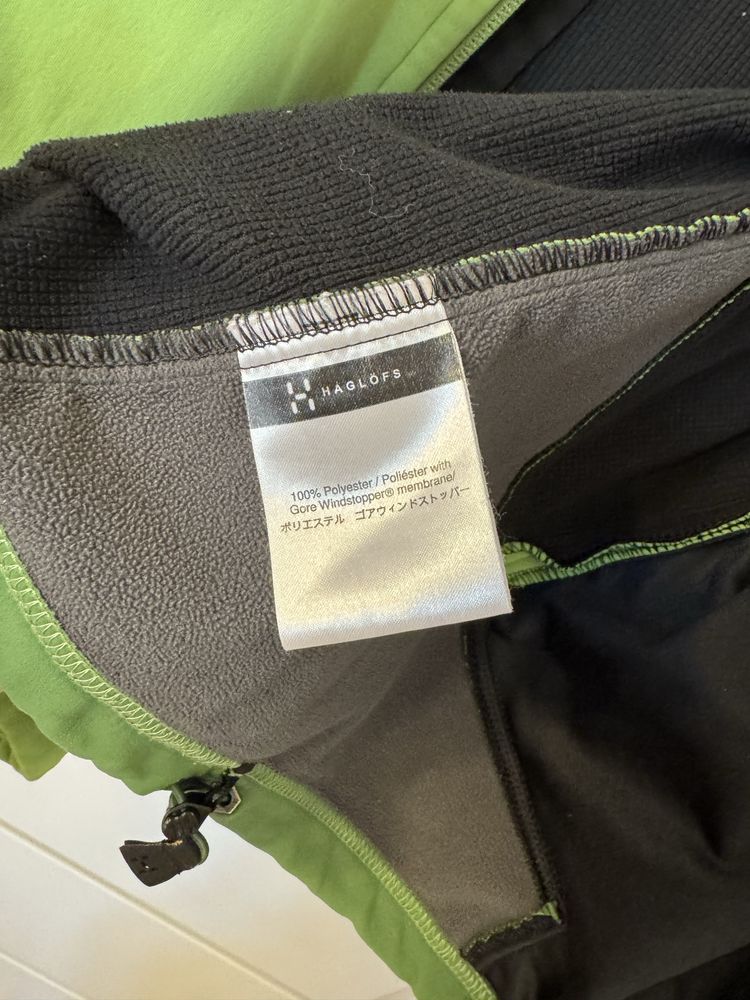 HAGLÖFS
100% Polyester / Poliéster with
Gore Windstopper® membrane/
ポリエステル ゴアウィンドストッパー